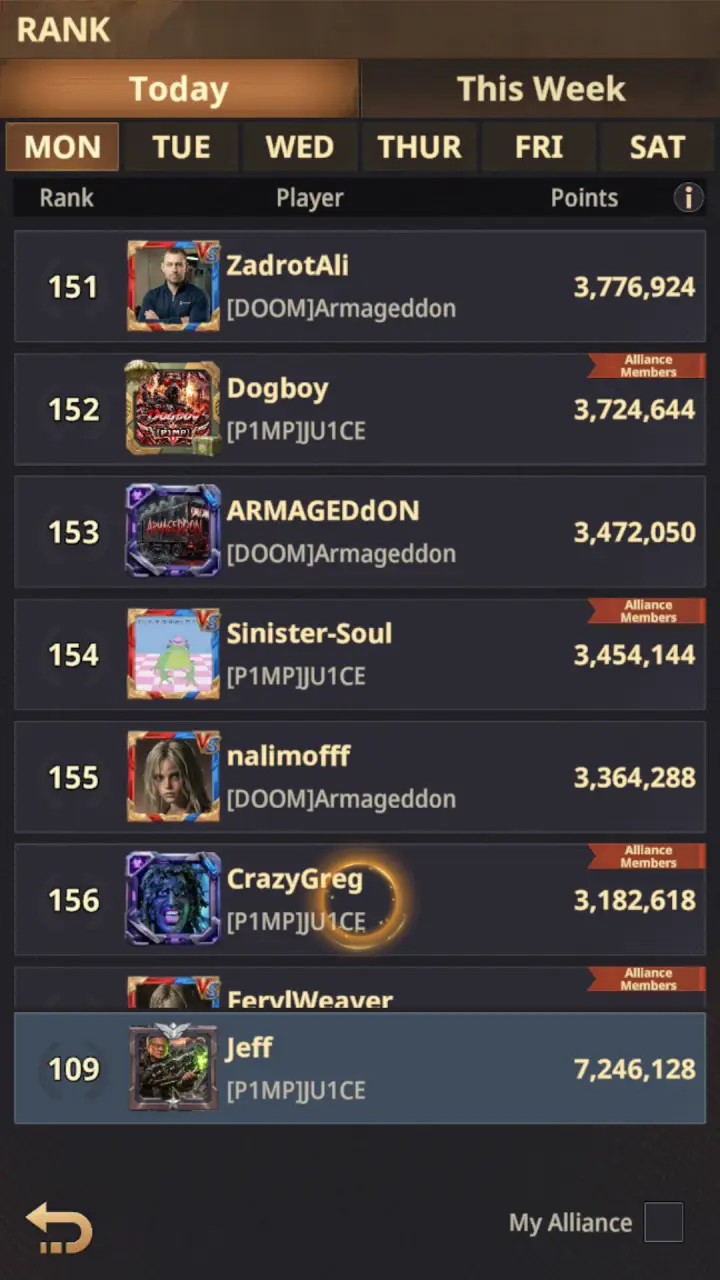 RANK
Today
This Week
MON
TUE
WED
THUR
FRI
SAT
Rank
Player
Points
151
ZadrotAli
[DOOM]Armageddon
3,776,924
Alliance
Members
152
Dogboy
[P1MP]JU1CE
3,724,644
153
ARMAGEDdON
[DOOM]Armageddon
3,472,050
Alliance
Members
154
Sinister-Soul
[P1MP]JU1CE
3,454,144
155
nalimofff
[DOOM]Armageddon
3,364,288
Alliance
Members
156
CrazyGreg
[P1MP]JU1CE
3,182,618
Alliance
Members
FerylWeaver
109
Jeff
[P1MP]JU1CE
7,246,128
My Alliance